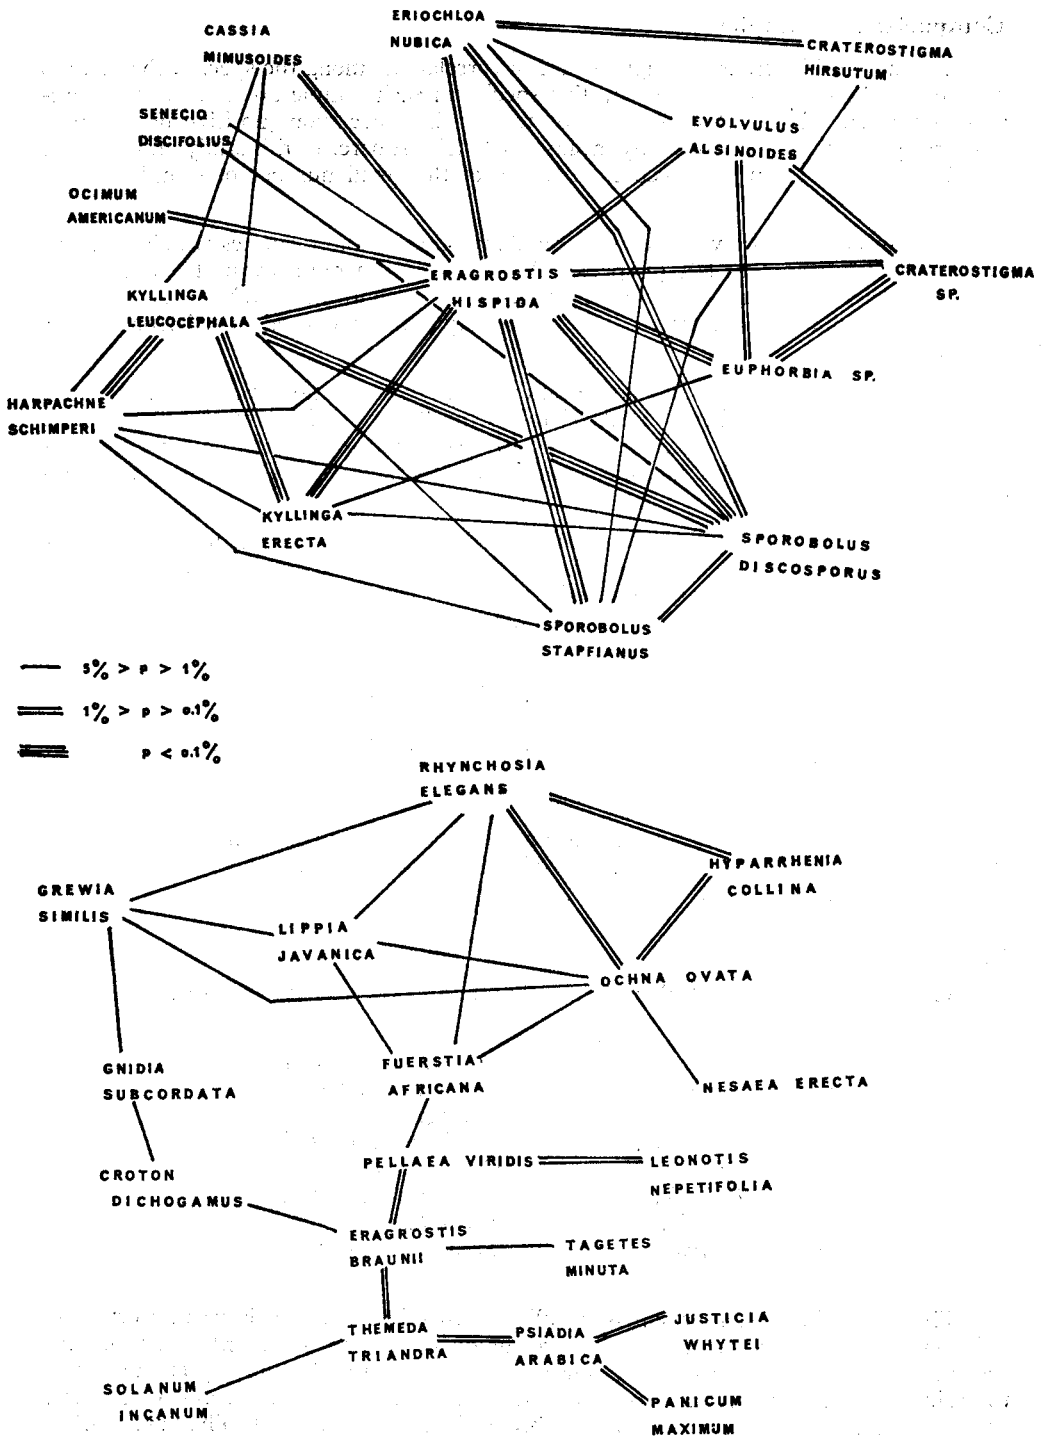 CASSIA
MIMUSOIDES
ERIOCHLOA
NUBICA
CRATEROSTIGMA
HIRSUTUM
SENECIO
DISCIFOLIUS
EVOLVULUS
ALSINOIDES
OCIMUM
AMERICANUM
ERAGROSTIS
HISPIDA
CRATEROSTIGMA
SP.
KYLLINGA
LEUCOCEPHALA
EUPHORBIA SP.
HARPACHNE
SCHIMPERI
KYLLINGA
ERECTA
SPOROBOLUS
DISCOSPORUS
SPOROBOLUS
STAPFIANUS
5% > P > 1%
1% > P > 0.1%
P < 0.1%
RHYNCHOSIA
ELEGANS
HYPARRHENIA
COLLINA
GREWIA
SIMILIS
LIPPIA
JAVANICA
OCHNA OVATA
GNIDIA
SUBCORDATA
FUERSTIA
AFRICANA
NESAEA ERECTA
CROTON
DICHOGAMUS
PELLAEA VIRIDIS
LEONOTIS
NEPETIFOLIA
ERAGROSTIS
BRAUNII
TAGETES
MINUTA
THEMEDA
TRIANDRA
PSIADIA
ARABICA
JUSTICIA
WHYTEI
SOLANUM
INCANUM
PANICUM
MAXIMUM